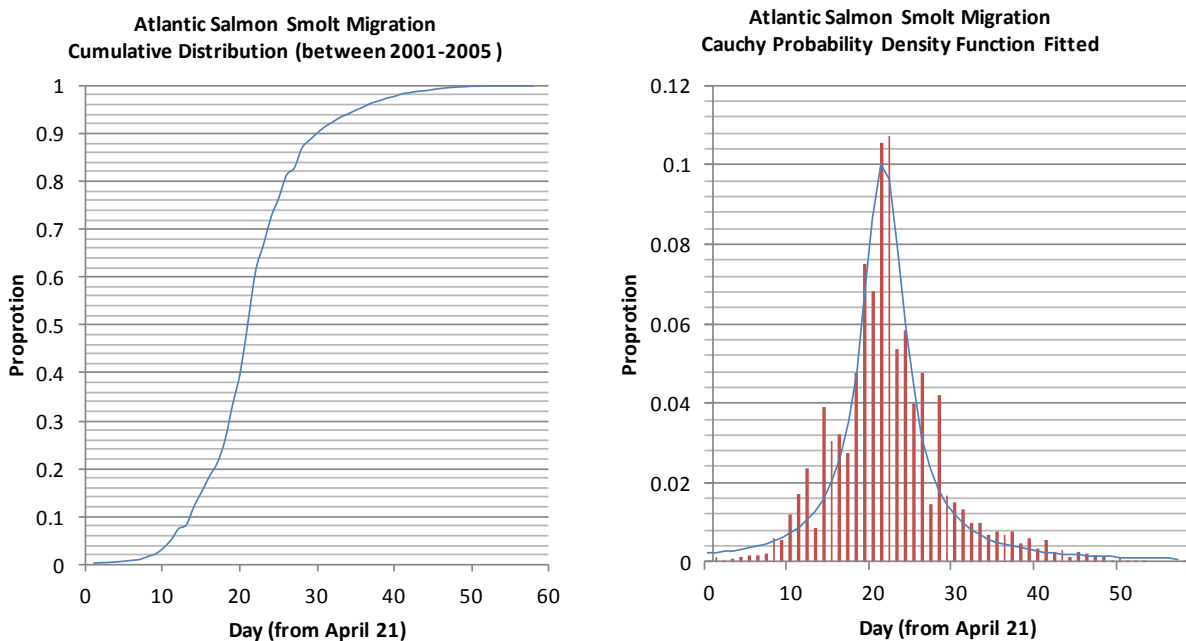 Atlantic Salmon Smolt Migration
Cumulative Distribution (between 2001-2005 )
1
0.9
0.8
0.7
0.6
0.5
0.4
0.3
0.2
0.1
0
Proprotion
0 10 20 30 40 50 60
Day (from April 21)
Atlantic Salmon Smolt Migration
Cauchy Probability Density Function Fitted
0.12
0.1
0.08
0.06
0.04
0.02
0
Proprotion
0 10 20 30 40 50
Day (from April 21)